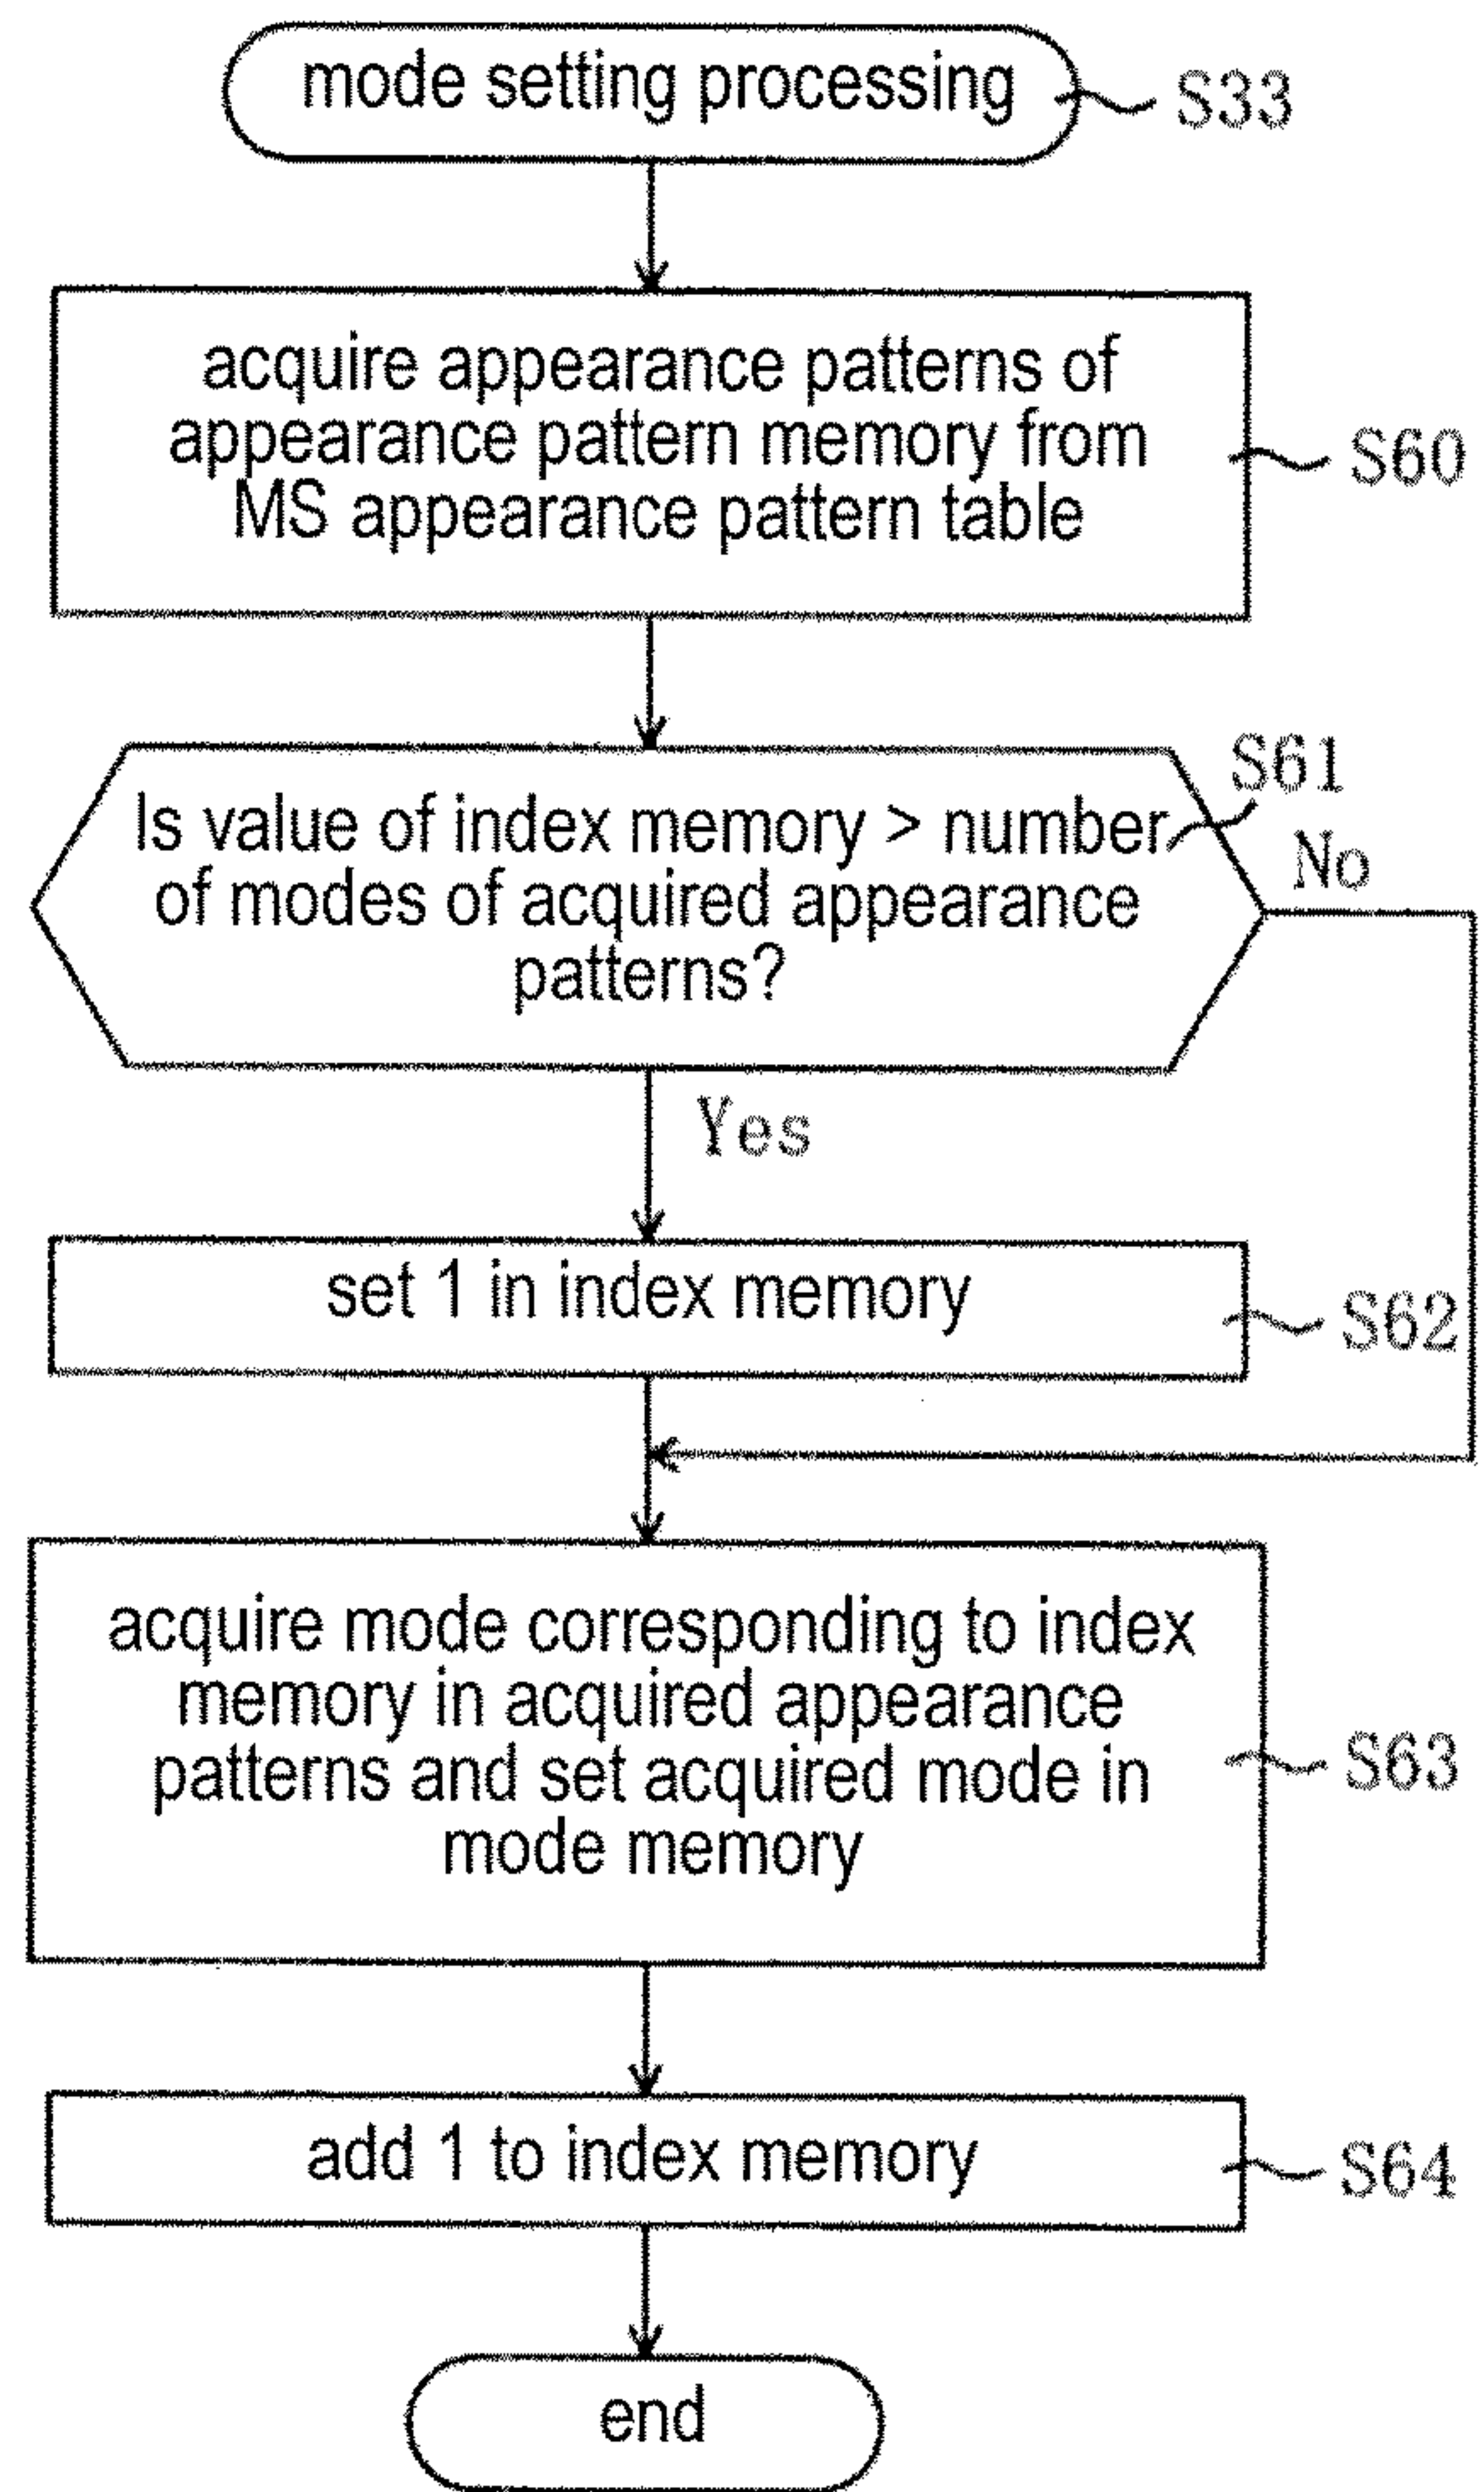 mode setting processing
S33
acquire appearance patterns of
appearance pattern memory from
MS appearance pattern table
S60
S61
Is value of index memory > number
of modes of acquired appearance
patterns?
No
Yes
set 1 in index memory
S62
acquire mode corresponding to index
memory in acquired appearance
patterns and set acquired mode in
mode memory
S63
add 1 to index memory
S64
end